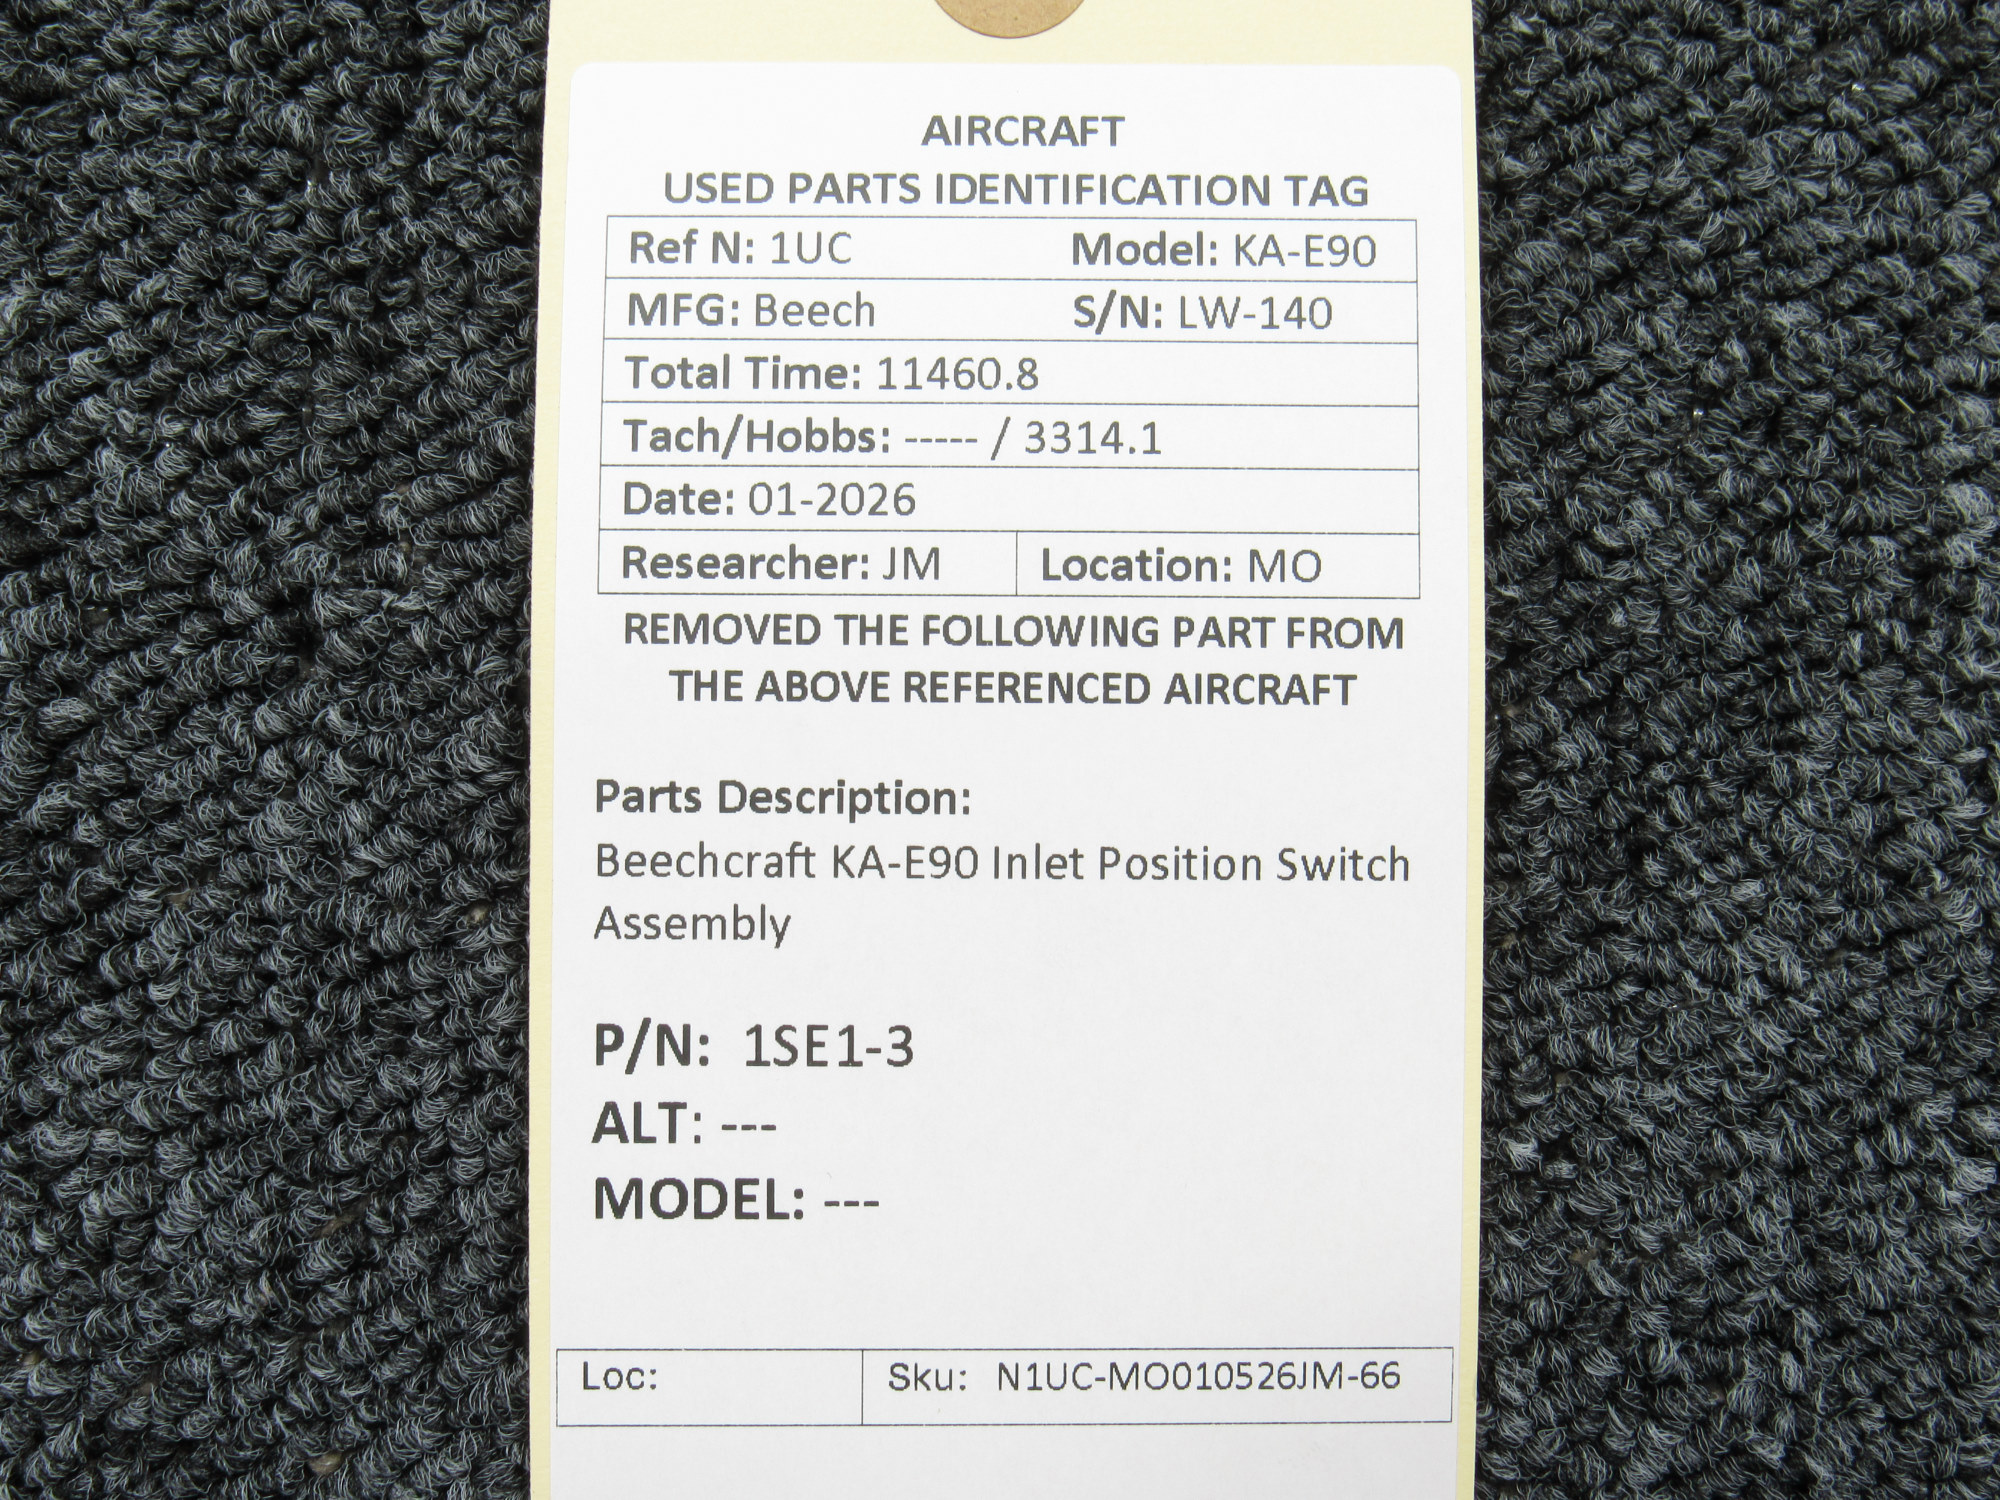 AIRCRAFT
USED PARTS IDENTIFICATION TAG
Ref N: 1UC Model: KA-E90
MFG: Beech S/N: LW-140
Total Time: 11460.8
Tach/Hobbs: ----- / 3314.1
Date: 01-2026
Researcher: JM Location: MO
REMOVED THE FOLLOWING PART FROM
THE ABOVE REFERENCED AIRCRAFT
Parts Description:
Beechcraft KA-E90 Inlet Position Switch
Assembly
P/N: 1SE1-3
ALT: ---
MODEL: ---
Loc: Sku: N1UC-MO010526JM-66